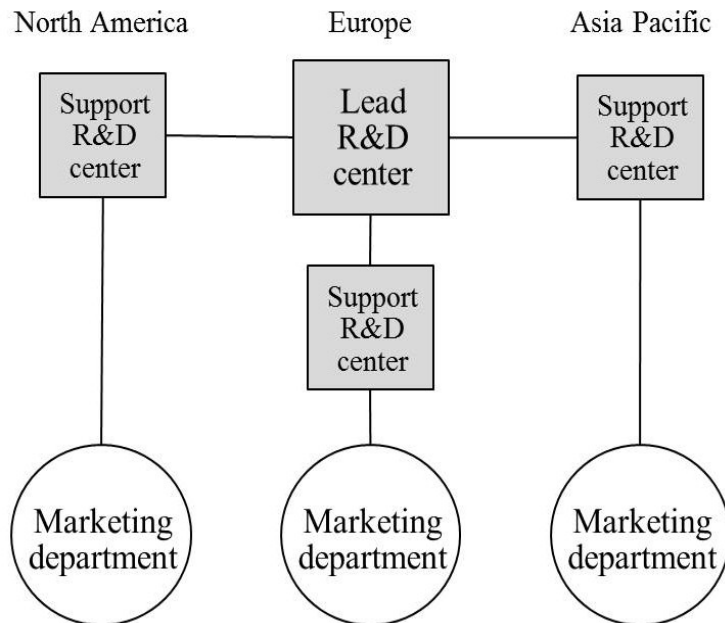 North America
Europe
Asia Pacific
Support
R&D
center
Lead
R&D
center
Support
R&D
center
Support
R&D
center
Marketing
department
Marketing
department
Marketing
department